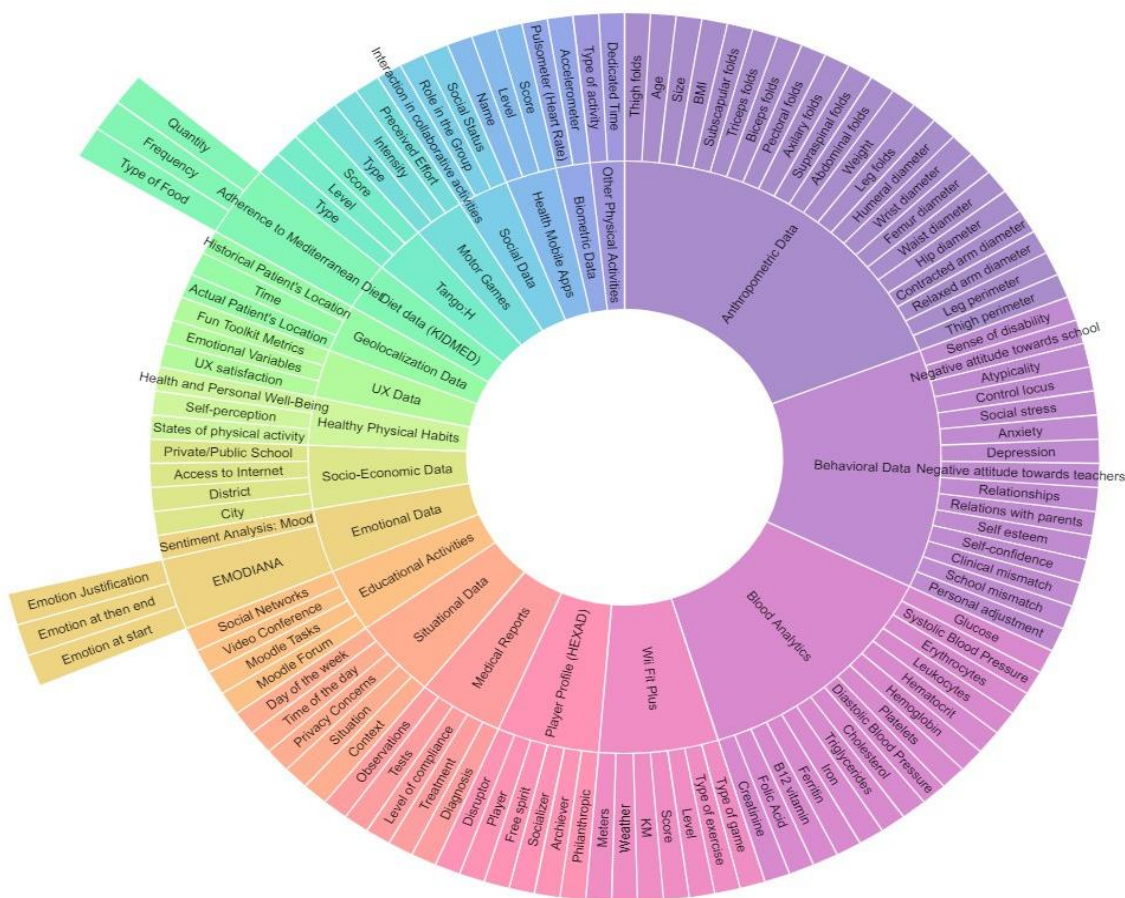 Anthropometric Data
Thigh folds
Age
Size
BMI
Subscapular folds
Triceps folds
Biceps folds
Pectoral folds
Axiliary folds
Supraspinal folds
Abdominal folds
Weight
Leg folds
Humeral diameter
Wrist diameter
Femur diameter
Waist diameter
Hip diameter
Contracted arm diameter
Relaxed arm diameter
Leg perimeter
Thigh perimeter
Behavioral Data
Sense of disability
Negative attitude towards school
Atypicality
Control locus
Social stress
Anxiety
Depression
Negative attitude towards teachers
Relationships
Relations with parents
Self esteem
Self-confidence
Clinical mismatch
School mismatch
Personal adjustment
Blood Analytics
Glucose
Systolic Blood Pressure
Erythrocytes
Leukocytes
Hematocrit
Hemoglobin
Platelets
Diastolic Blood Pressure
Cholesterol
Triglycerides
Iron
Ferritin
B12 vitamin
Folic Acid
Creatinine
Wii Fit Plus
Type of game
Type of exercise
Level
Score
KM
Weather
Meters
Player Profile (HEXAD)
Philanthropic
Archiever
Socializer
Free spirit
Player
Disruptor
Medical Reports
Diagnosis
Treatment
Level of compliance
Tests
Observations
Situational Data
Context
Situation
Privacy Concerns
Time of the day
Day of the week
Educational Activities
Moodle Forum
Moodle Tasks
Video Conference
Social Networks
Emotional Data
EMODIANA
Emotion at start
Emotion at then end
Emotion Justification
Sentiment Analysis: Mood
Socio-Economic Data
City
District
Access to Internet
Private/Public School
Healthy Physical Habits
States of physical activity
Self-perception
Health and Personal Well-Being
UX Data
UX satisfaction
Emotional Variables
Fun Toolkit Metrics
Geolocalization Data
Actual Patient's Location
Time
Historical Patient's Location
Diet data (KIDMED)
Adherence to Mediterranean Diet
Type of Food
Frequency
Quantity
Tango:H
Type
Level
Score
Motor Games
Type
Intensity
Perceived Effort
Social Data
Interaction in collaborative activities
Role in the Group
Social Status
Health Mobile Apps
Name
Level
Score
Biometric Data
Pulsometer (Heart Rate)
Accelerometer
Other Physical Activities
Type of activity
Dedicated Time